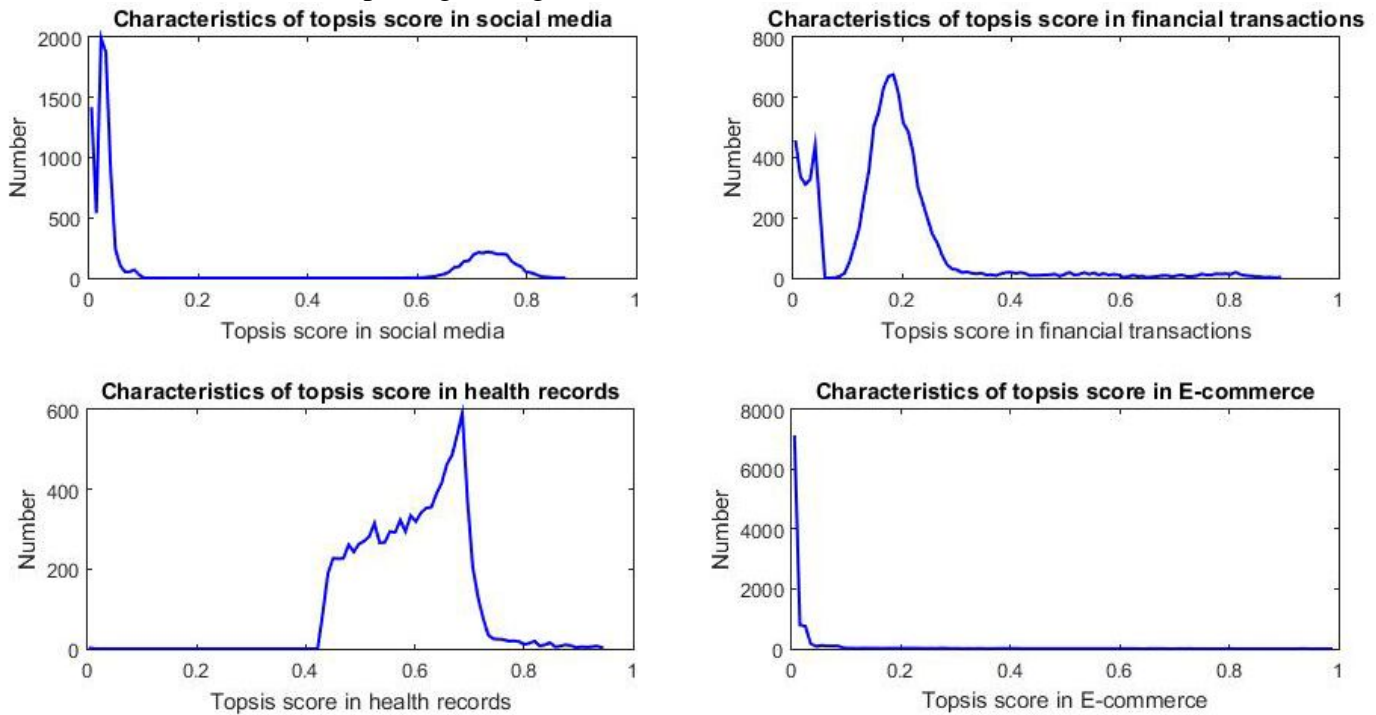 Characteristics of topsis score in social media
2000
1500
1000
500
0
Number
0 0.2 0.4 0.6 0.8 1
Topsis score in social media
Characteristics of topsis score in financial transactions
800
600
400
200
0
Number
0 0.2 0.4 0.6 0.8 1
Topsis score in financial transactions
Characteristics of topsis score in health records
600
400
200
0
Number
0 0.2 0.4 0.6 0.8 1
Topsis score in health records
Characteristics of topsis score in E-commerce
8000
6000
4000
2000
0
Number
0 0.2 0.4 0.6 0.8 1
Topsis score in E-commerce